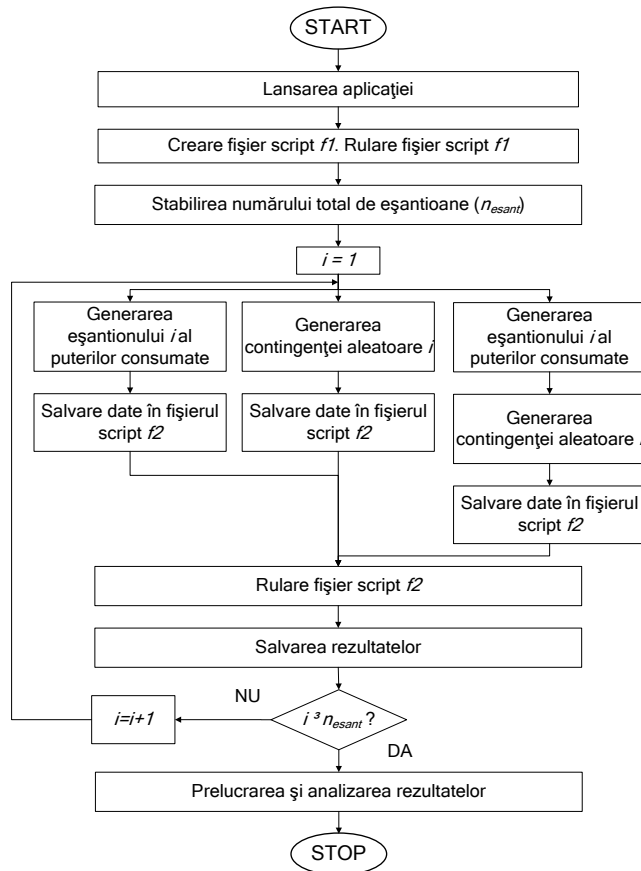 START
Lansarea aplicaţiei
Creare fişier script f1. Rulare fişier script f1
Stabilirea numărului total de eşantioane (n_esant)
i = 1
Generarea
eşantionului i al
puterilor consumate
Salvare date în fişierul
script f2
Generarea
contingenţei aleatoare i
Salvare date în fişierul
script f2
Generarea
eşantionului i al
puterilor consumate
Generarea
contingenţei aleatoare
Salvare date în fişierul
script f2
Rulare fişier script f2
Salvarea rezultatelor
NU
i=i+1
i ³ n_esant ?
DA
Prelucrarea şi analizarea rezultatelor
STOP